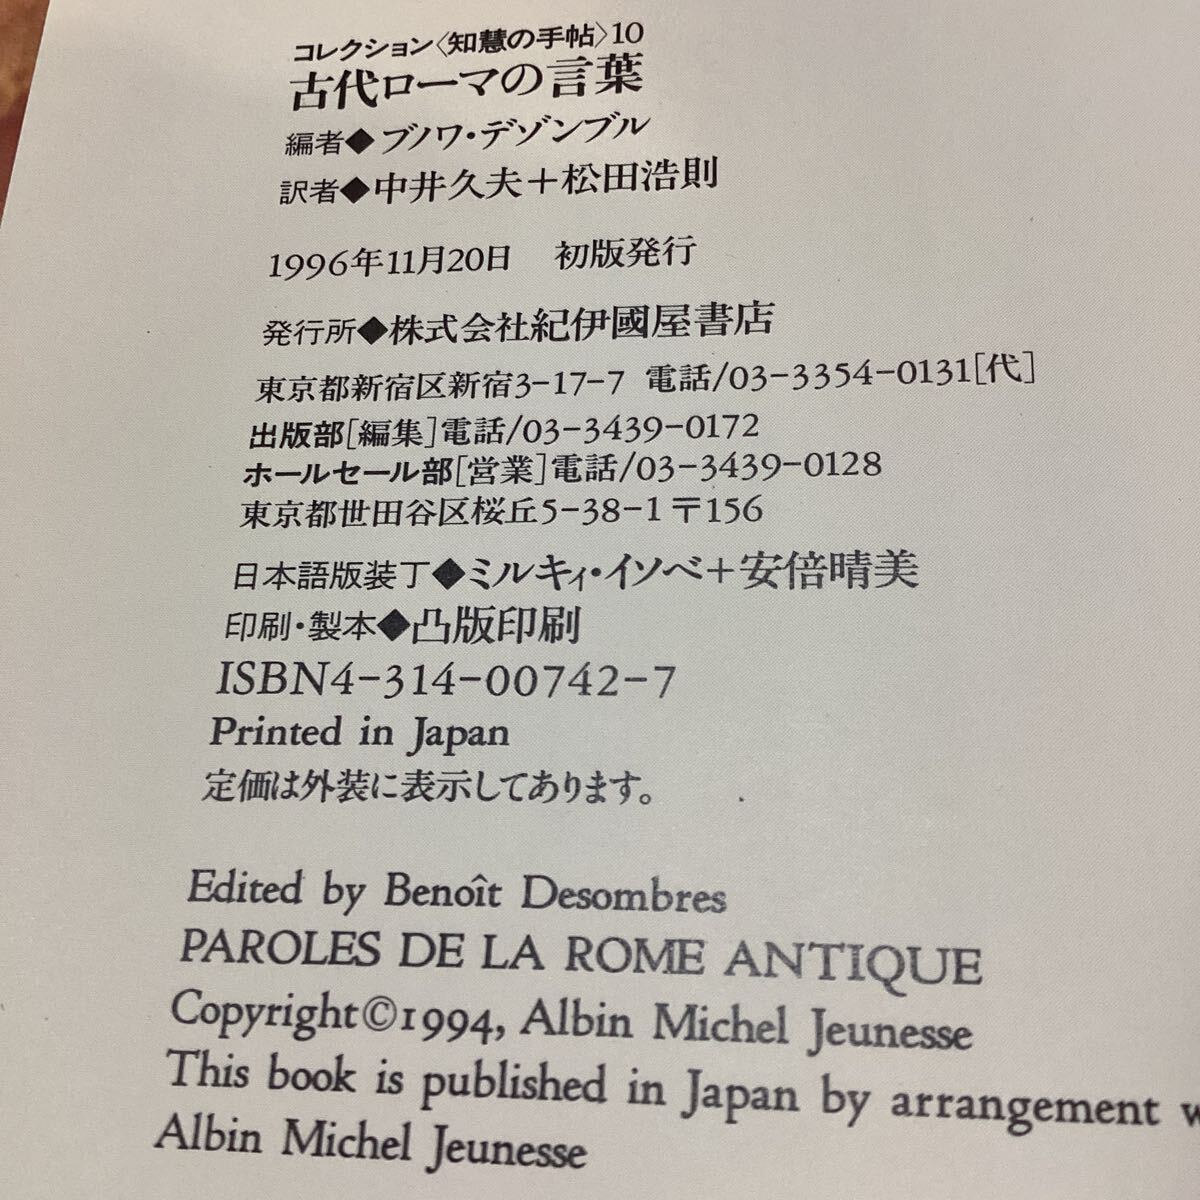 コレクション〈知慧の手帖〉10
古代ローマの言葉
編者◆ブノワ・デゾンブル
訳者◆中井久夫＋松田浩則
1996年11月20日　初版発行
発行所◆株式会社紀伊國屋書店
東京都新宿区新宿3-17-7 電話/03-3354-0131[代]
出版部[編集]電話/03-3439-0172
ホールセール部[営業]電話/03-3439-0128
東京都世田谷区桜丘5-38-1〒156
日本語版装丁◆ミルキィ・イソベ＋安倍晴美
印刷・製本◆凸版印刷
ISBN4-314-00742-7
Printed in Japan
定価は外装に表示してあります。
Edited by Benoît Desombres
PAROLES DE LA ROME ANTIQUE
Copyright©1994, Albin Michel Jeunesse
This book is published in Japan by arrangement
Albin Michel Jeunesse